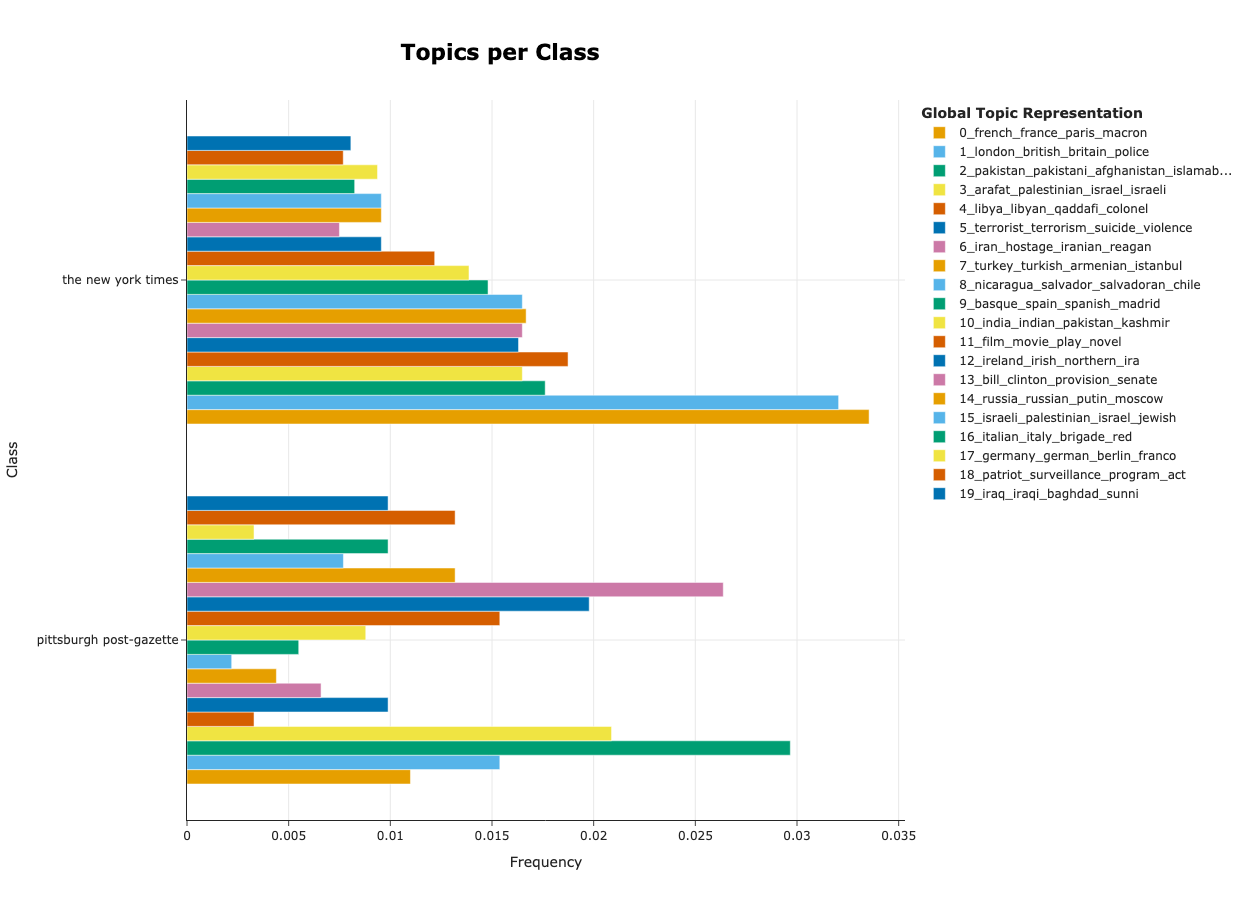 Topics per Class
Global Topic Representation
0_french_france_paris_macron
1_london_british_britain_police
2_pakistan_pakistani_afghanistan_islamab...
3_arafat_palestinian_israel_israeli
4_libya_libyan_qaddafi_colonel
5_terrorist_terrorism_suicide_violence
6_iran_hostage_iranian_reagan
7_turkey_turkish_armenian_istanbul
8_nicaragua_salvador_salvadoran_chile
9_basque_spain_spanish_madrid
10_india_indian_pakistan_kashmir
11_film_movie_play_novel
12_ireland_irish_northern_ira
13_bill_clinton_provision_senate
14_russia_russian_putin_moscow
15_israeli_palestinian_israel_jewish
16_italian_italy_brigade_red
17_germany_german_berlin_franco
18_patriot_surveillance_program_act
19_iraq_iraqi_baghdad_sunni
the new york times
Class
pittsburgh post-gazette
0 0.005 0.01 0.015 0.02 0.025 0.03 0.035
Frequency